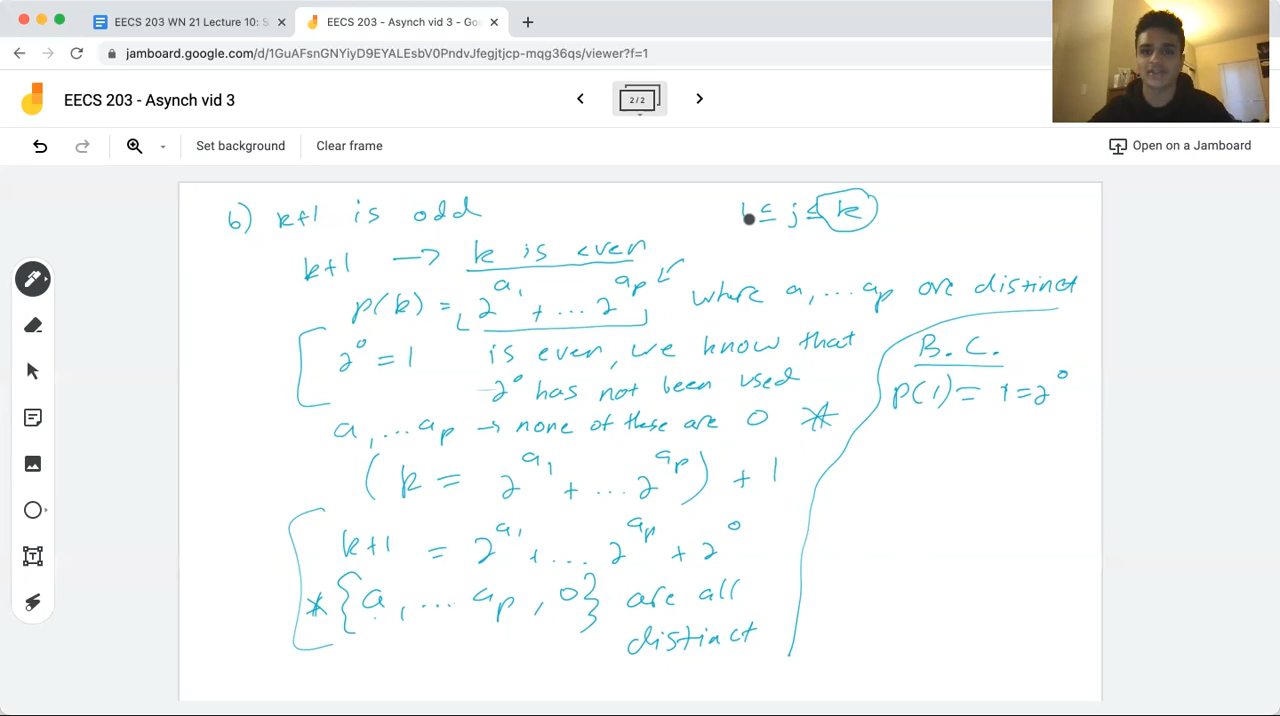 EECS 203 WN 21 Lecture 10: S
EECS 203 - Asynch vid 3 - Goo
jamboard.google.com/d/1GuAFsnGNYiyD9EYALEsbV0PndvJfegjtjcp-mqg36qs/viewer?f=1
EECS 203 - Asynch vid 3
2 / 2
Set background
Clear frame
Open on a Jamboard
b) k+1 is odd
1 ≤ j ≤ k
k+1 → k is even
p(k) = 2^a₁ + ... 2^aₚ where a₁ ... aₚ are distinct
2^0 = 1 is even, we know that
2^0 has not been used
a₁, ... aₚ → none of these are 0 *
(k = 2^a₁ + ... 2^aₚ) + 1
k+1 = 2^a₁ + ... 2^aₚ + 2^0
* {a₁, ... aₚ, 0} are all
distinct
B.C.
p(1) = 1 = 2^0